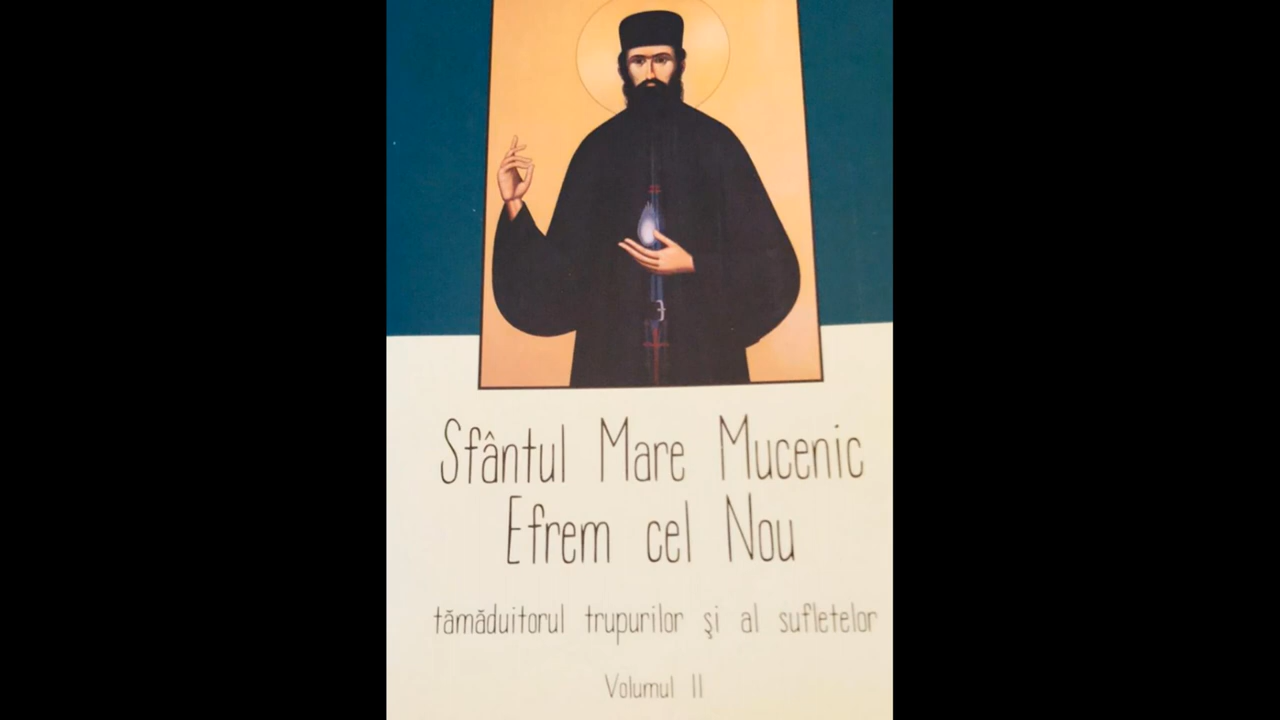 Sfântul Mare Mucenic
Efrem cel Nou
tămăduitorul trupurilor şi al sufletelor
Volumul II